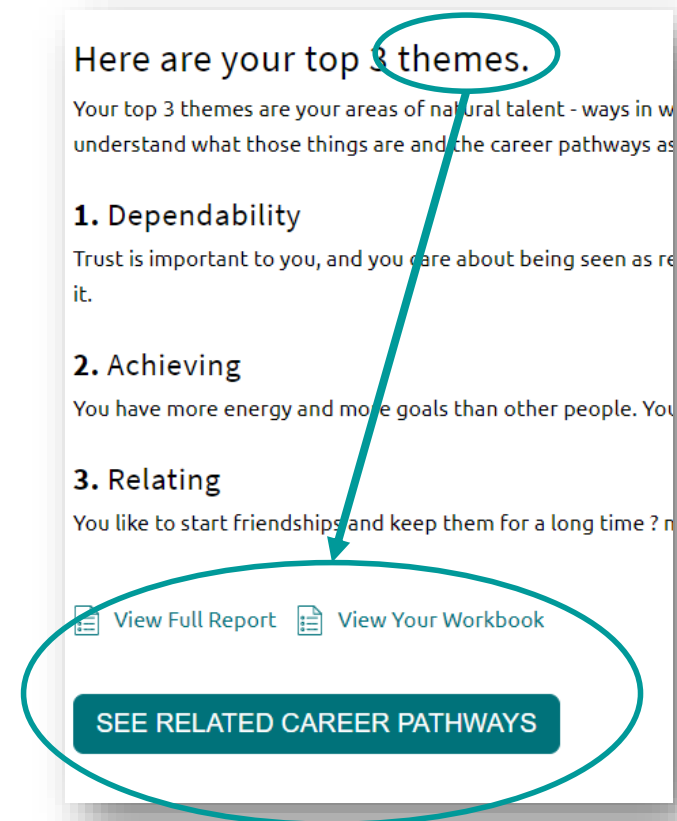 Here are your top 3 themes.
Your top 3 themes are your areas of natural talent - ways in w
understand what those things are and the career pathways as
1. Dependability
Trust is important to you, and you care about being seen as re
it.
2. Achieving
You have more energy and more goals than other people. You
3. Relating
You like to start friendships and keep them for a long time ? n
View Full Report View Your Workbook
SEE RELATED CAREER PATHWAYS